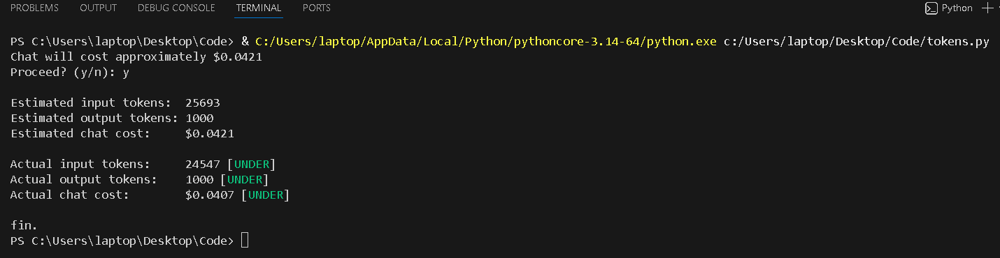 PROBLEMS OUTPUT DEBUG CONSOLE TERMINAL PORTS Python
PS C:\Users\laptop\Desktop\Code> & C:/Users/laptop/AppData/Local/Python/pythoncore-3.14-64/python.exe c:/Users/laptop/Desktop/Code/tokens.py
Chat will cost approximately $0.0421
Proceed? (y/n): y
Estimated input tokens:  25693
Estimated output tokens: 1000
Estimated chat cost:     $0.0421
Actual input tokens:     24547 [UNDER]
Actual output tokens:    1000 [UNDER]
Actual chat cost:        $0.0407 [UNDER]
fin.
PS C:\Users\laptop\Desktop\Code>